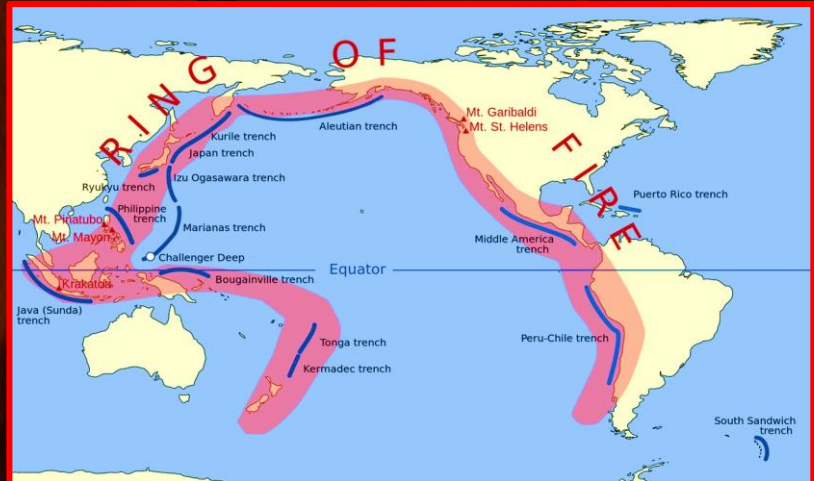 RING OF FIRE
Mt. Garibaldi
Mt. St. Helens
Aleutian trench
Kurile trench
Japan trench
Izu Ogasawara trench
Ryukyu trench
Philippine
trench
Mt. Pinatubo
Mt. Mayon
Marianas trench
Challenger Deep
Puerto Rico trench
Middle America
trench
Equator
Bougainville trench
Krakatoa
Java (Sunda)
trench
Tonga trench
Kermadec trench
Peru-Chile trench
South Sandwich
trench